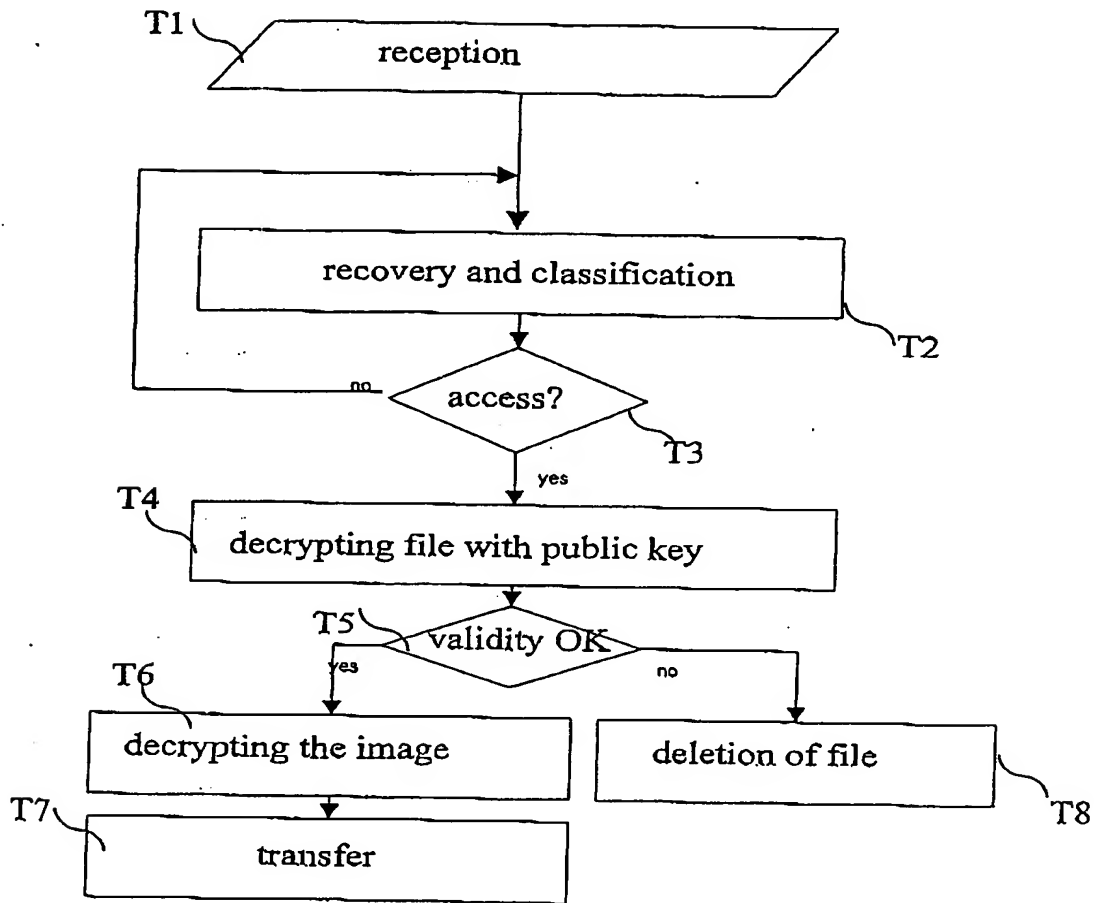 T1
reception
recovery and classification
T2
no
access?
T3
yes
T4
decrypting file with public key
T5
validity OK
yes
no
T6
decrypting the image
deletion of file
T7
T8
transfer